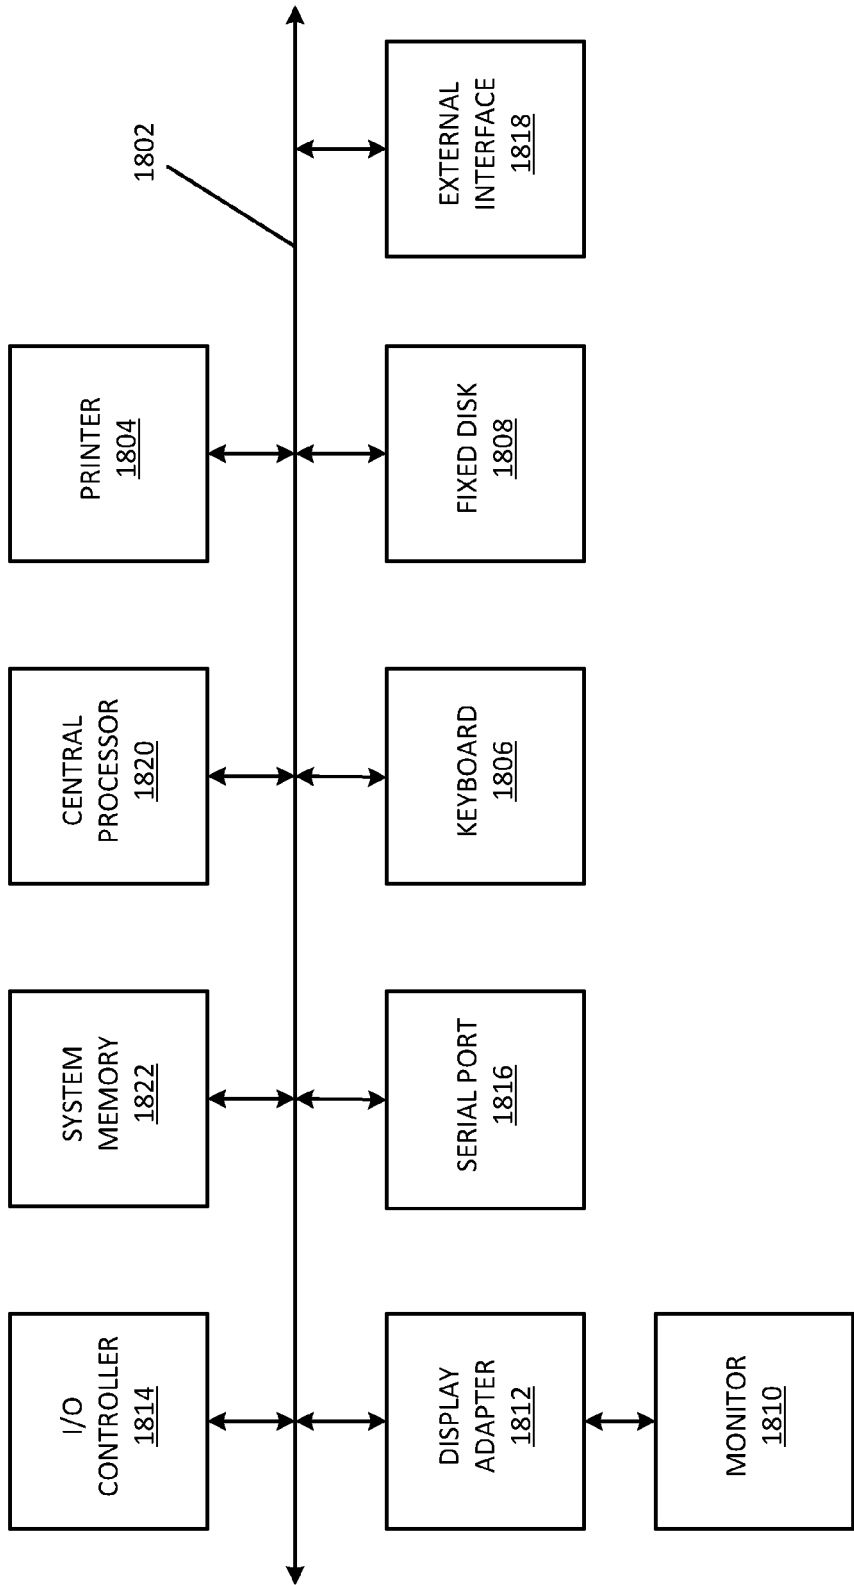 I/O
CONTROLLER
1814
SYSTEM
MEMORY
1822
CENTRAL
PROCESSOR
1820
PRINTER
1804
1802
DISPLAY
ADAPTER
1812
SERIAL PORT
1816
KEYBOARD
1806
FIXED DISK
1808
EXTERNAL
INTERFACE
1818
MONITOR
1810